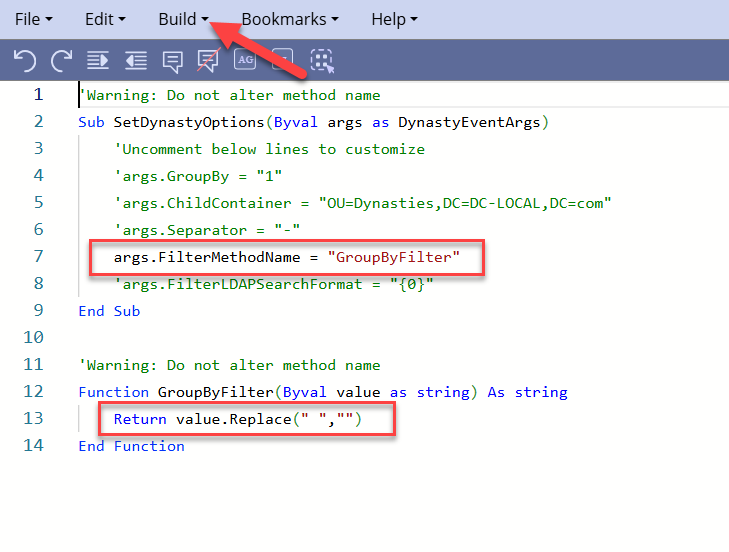 File Edit Build Bookmarks Help
AG
1 'Warning: Do not alter method name
2 Sub SetDynastyOptions(Byval args as DynastyEventArgs)
3 'Uncomment below lines to customize
4 'args.GroupBy = "1"
5 'args.ChildContainer = "OU=Dynasties,DC=DC-LOCAL,DC=com"
6 'args.Separator = "-"
7 args.FilterMethodName = "GroupByFilter"
8 'args.FilterLDAPSearchFormat = "{0}"
9 End Sub
10
11 'Warning: Do not alter method name
12 Function GroupByFilter(Byval value as string) As string
13 Return value.Replace(" ","")
14 End Function